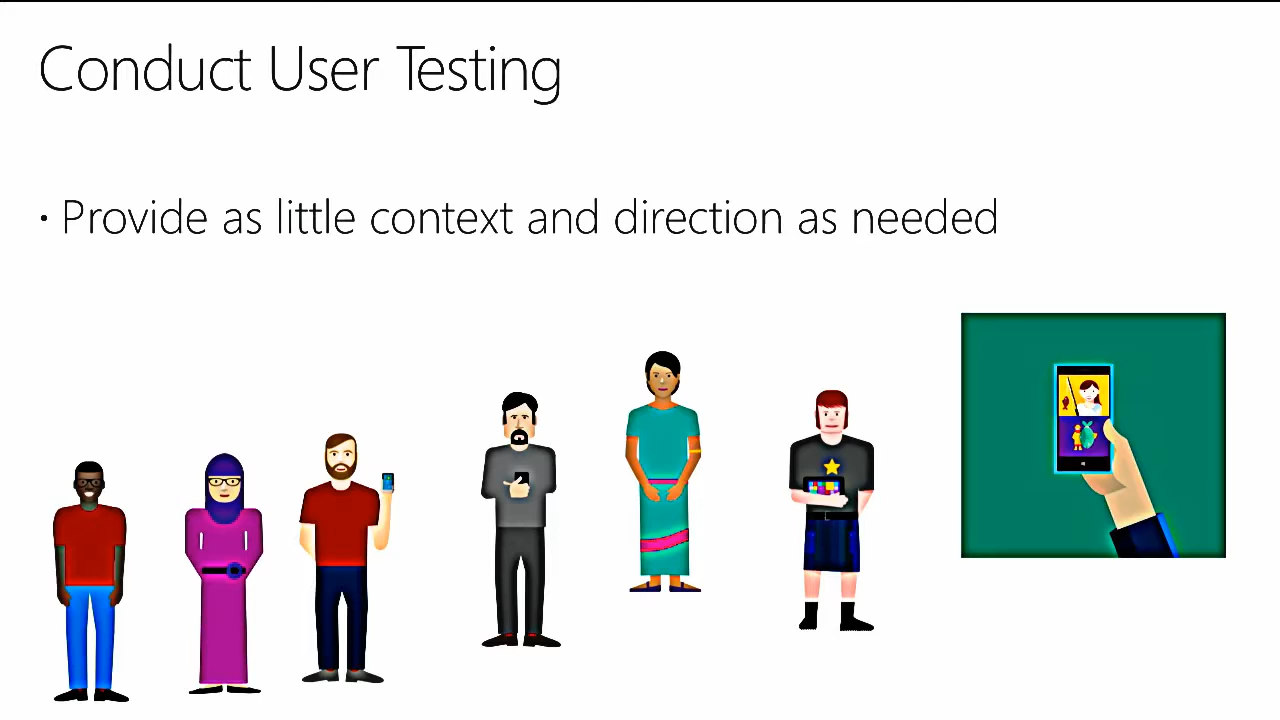 Conduct User Testing
· Provide as little context and direction as needed